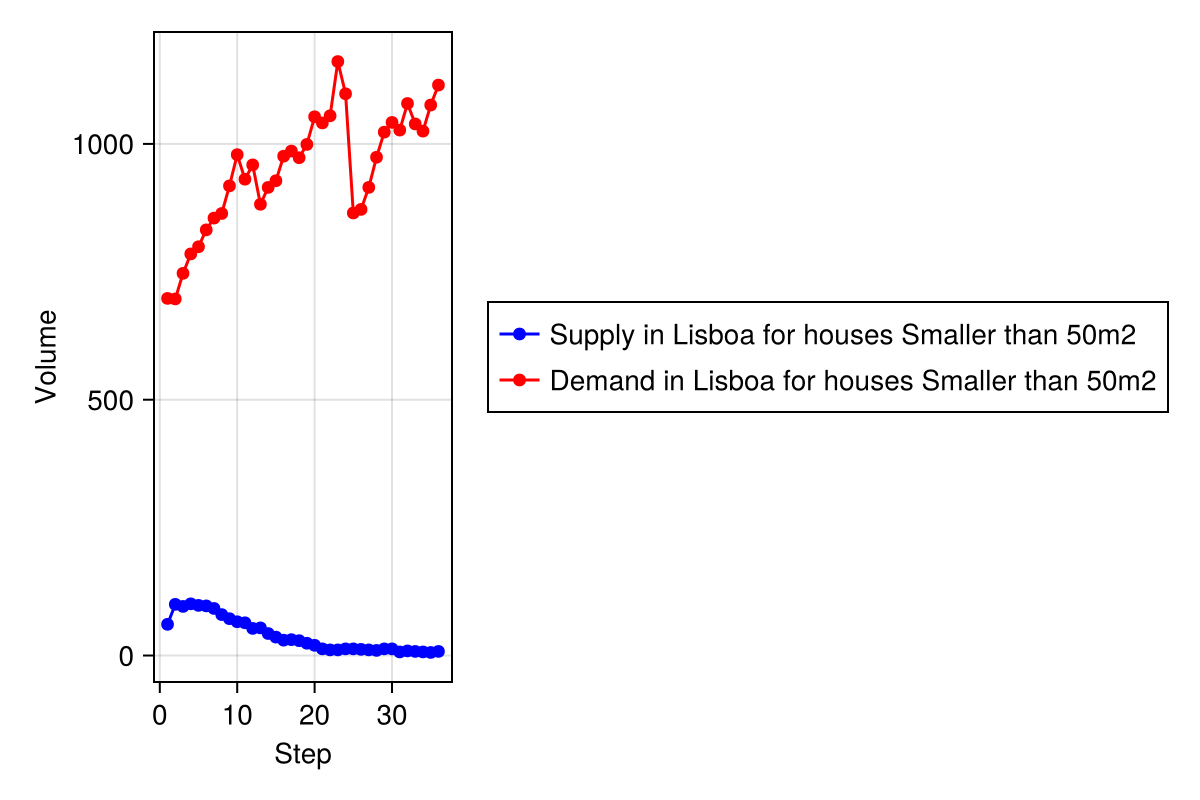 1000
500
0
Volume
0 10 20 30
Step
Supply in Lisboa for houses Smaller than 50m2
Demand in Lisboa for houses Smaller than 50m2